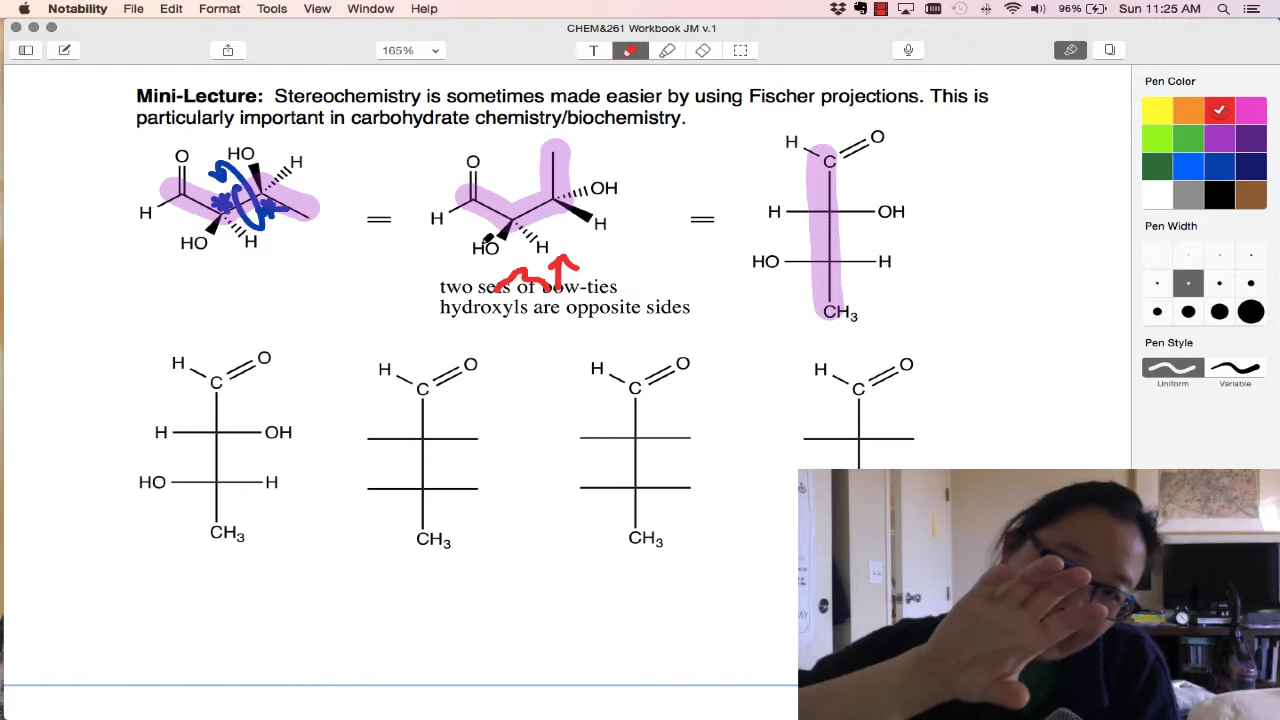 Notability File Edit Tools View Window Help
96% Sun 11:25 AM
CHEM&261 Workbook JM v.1
165%
T
Mini-Lecture: Stereochemistry is sometimes made easier by using Fischer projections. This is
particularly important in carbohydrate chemistry/biochemistry.
O HO H
H
HO H
=
O
OH
H
H
HO H
=
H O
C
H OH
HO H
CH3
two sets of bow-ties
hydroxyls are opposite sides
H O
C
H OH
HO H
CH3
H O
C
CH3
H O
C
CH3
H O
C
Pen Color
Pen Width
Pen Style
Uniform Variable